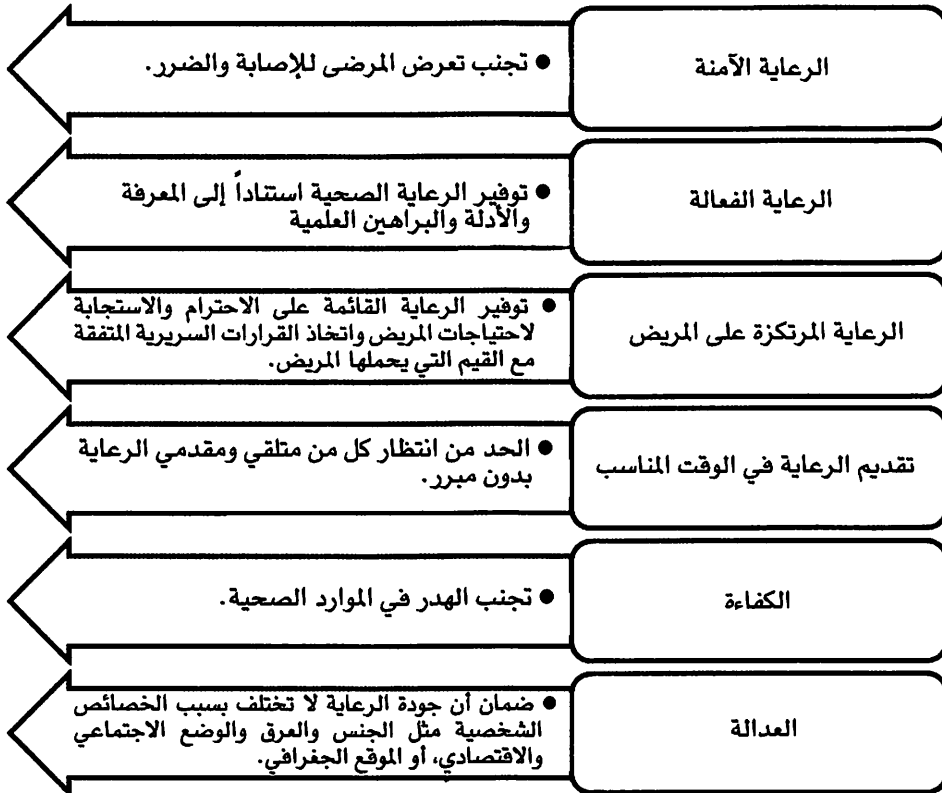 الرعاية الآمنة
● تجنب تعرض المرضى للإصابة والضرر.
الرعاية الفعالة
● توفير الرعاية الصحية استناداً إلى المعرفة
والأدلة والبراهين العلمية
الرعاية المرتكزة على المريض
● توفير الرعاية القائمة على الاحترام والاستجابة
لاحتياجات المريض واتخاذ القرارات السريرية المتفقة
مع القيم التي يحملها المريض.
تقديم الرعاية في الوقت المناسب
● الحد من انتظار كل من متلقي ومقدمي الرعاية
بدون مبرر.
الكفاءة
● تجنب الهدر في الموارد الصحية.
العدالة
● ضمان أن جودة الرعاية لا تختلف بسبب الخصائص
الشخصية مثل الجنس والعرق والوضع الاجتماعي
والاقتصادي، أو الموقع الجغرافي.